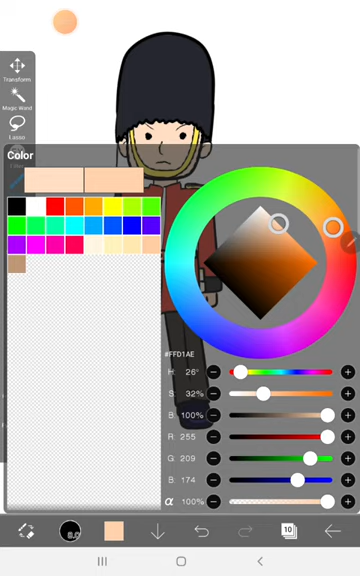 Transform
Magic Wand
Lasso
Color
#FFD1AE
H: 26°
S: 32%
B: 100%
R: 255
G: 209
B: 174
α: 100%
10